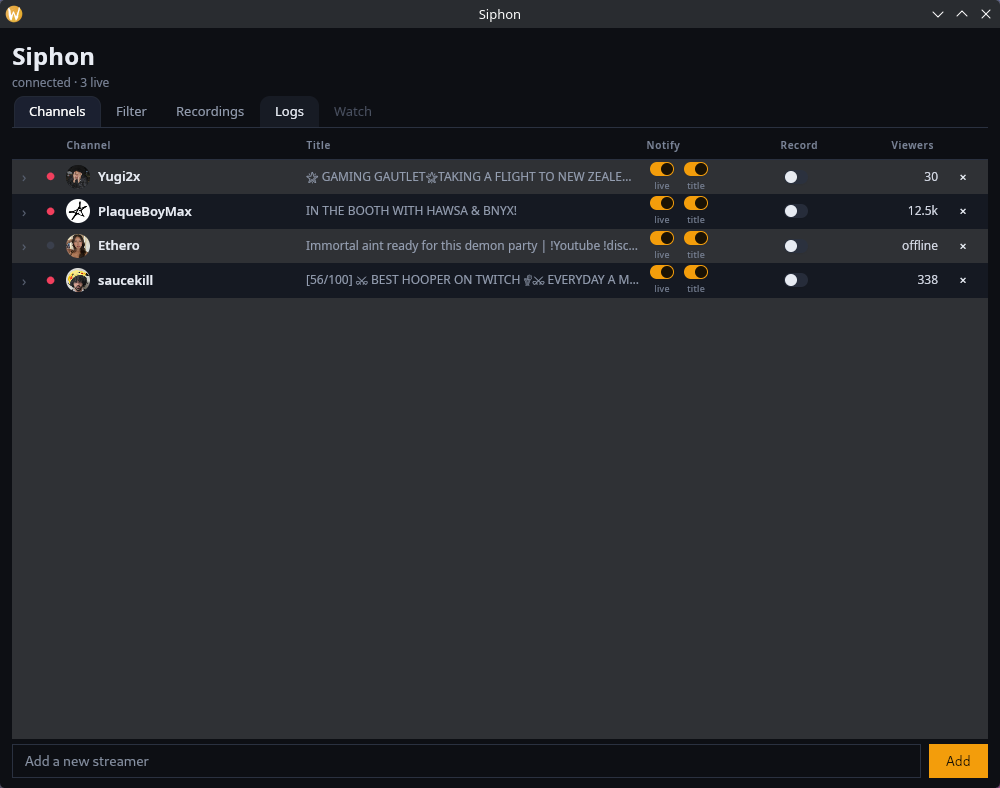 Siphon
Siphon
connected · 3 live
Channels Filter Recordings Logs Watch
Channel Title Notify Record Viewers
Yugi2x GAMING GAUTLET TAKING A FLIGHT TO NEW ZEALE... live title 30 ×
PlaqueBoyMax IN THE BOOTH WITH HAWSA & BNYX! live title 12.5k ×
Ethero Immortal aint ready for this demon party | !Youtube !disc... live title offline ×
saucekill [56/100] ⚔ BEST HOOPER ON TWITCH ⚔ EVERYDAY A M... live title 338 ×
Add a new streamer Add